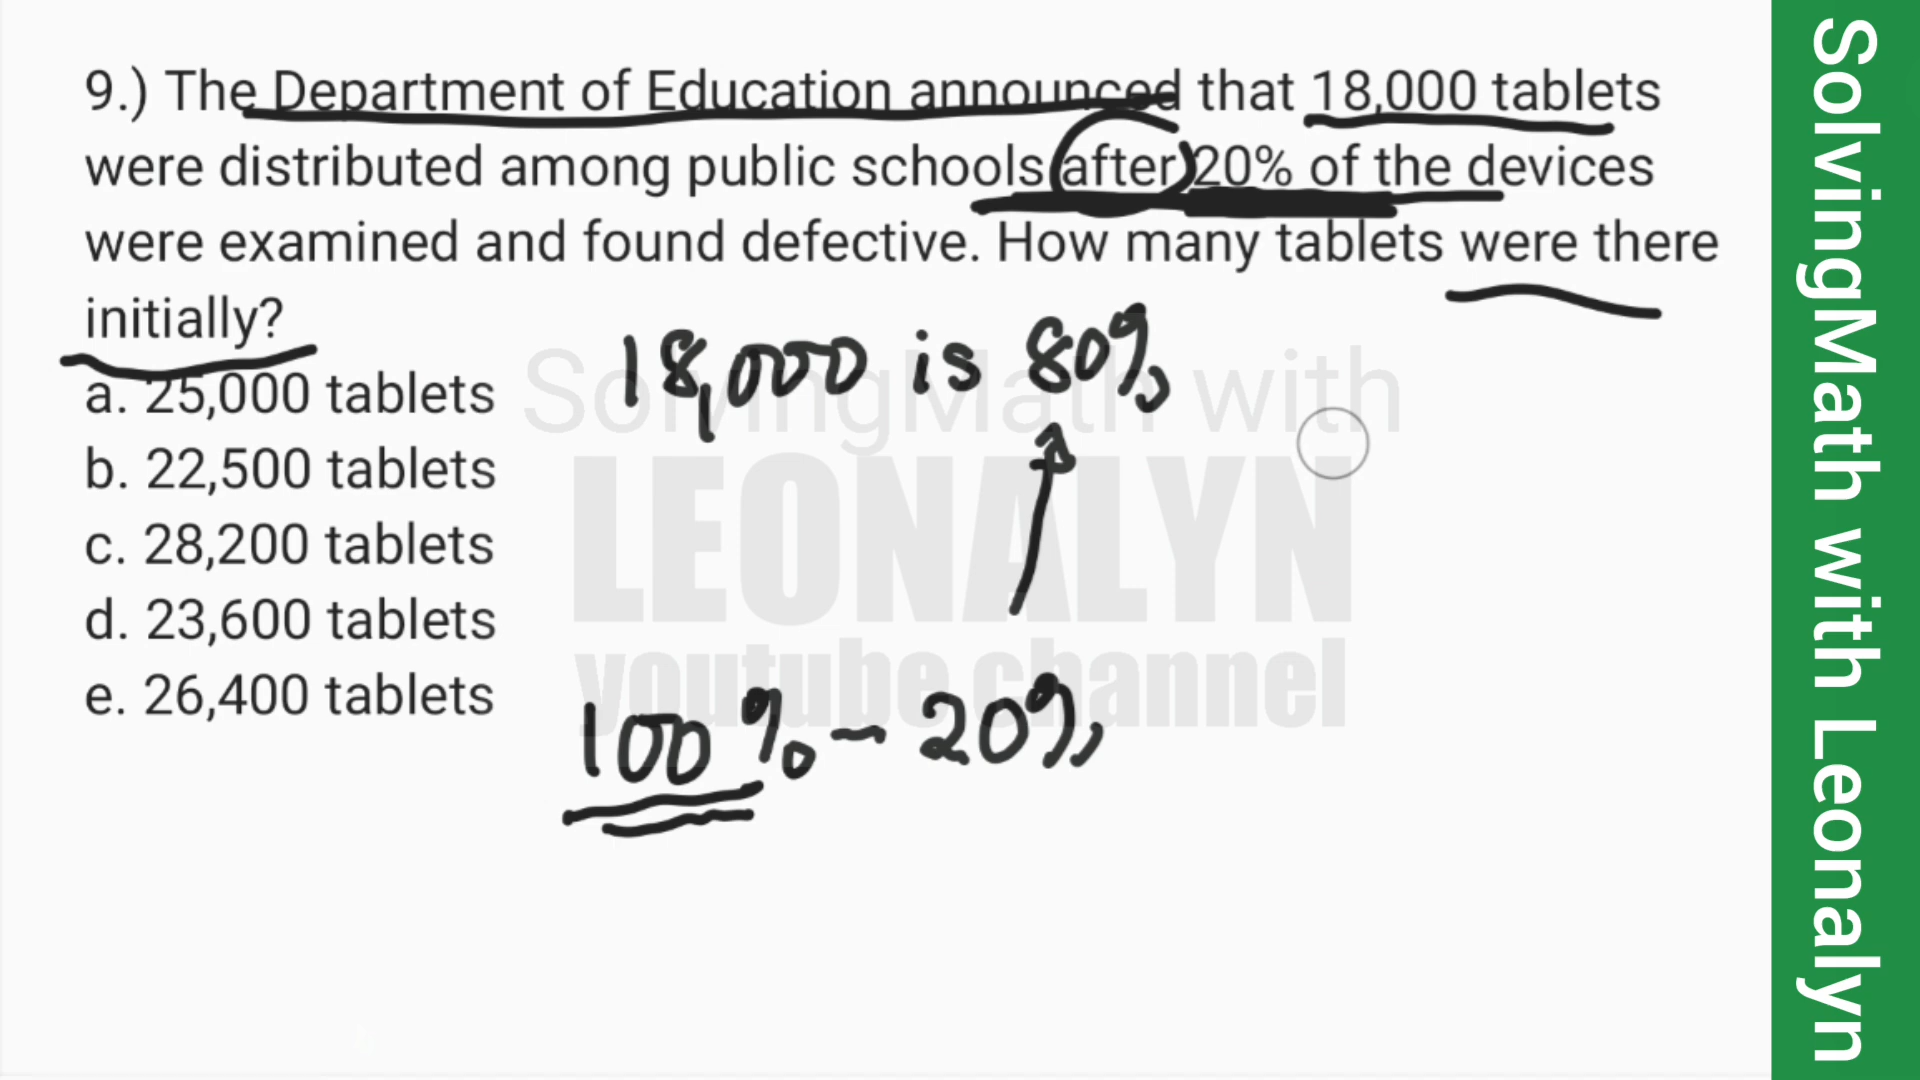 9.) The Department of Education announced that 18,000 tablets
were distributed among public schools after 20% of the devices
were examined and found defective. How many tablets were there
initially?
18,000 is 80%
a. 25,000 tablets
SolvingMath with
b. 22,500 tablets
LEONALYN
c. 28,200 tablets
d. 23,600 tablets
youtube channel
e. 26,400 tablets
100% - 20%
SolvingMath with Leonalyn